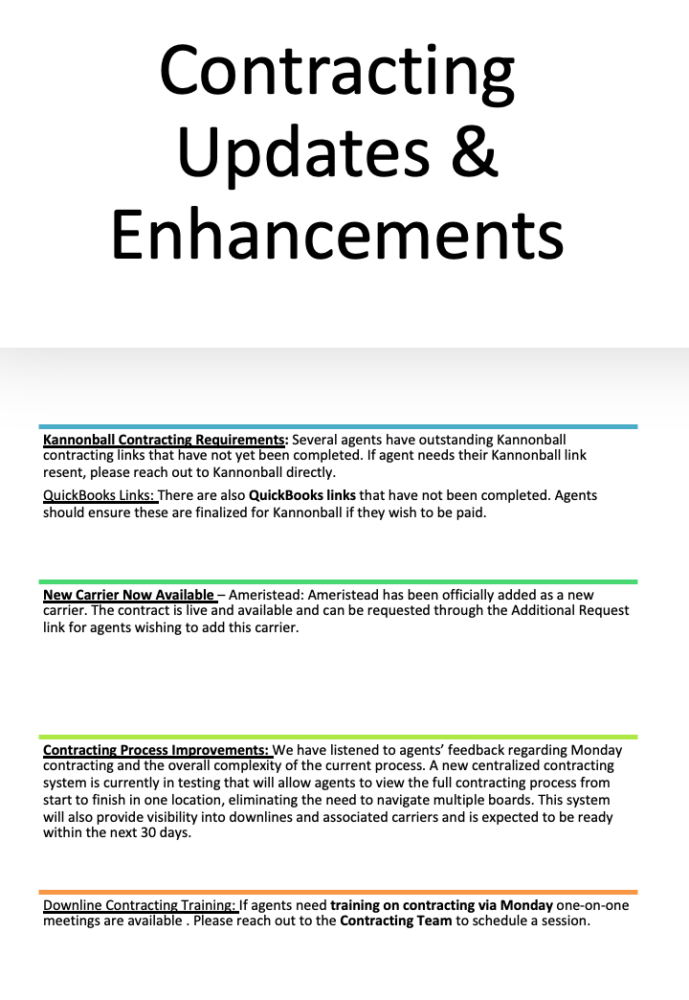 Contracting
Updates &
Enhancements
Kannonball Contracting Requirements: Several agents have outstanding Kannonball
contracting links that have not yet been completed. If agent needs their Kannonball link
resent, please reach out to Kannonball directly.
QuickBooks Links: There are also QuickBooks links that have not been completed. Agents
should ensure these are finalized for Kannonball if they wish to be paid.
New Carrier Now Available – Ameristead: Ameristead has been officially added as a new
carrier. The contract is live and available and can be requested through the Additional Request
link for agents wishing to add this carrier.
Contracting Process Improvements: We have listened to agents’ feedback regarding Monday
contracting and the overall complexity of the current process. A new centralized contracting
system is currently in testing that will allow agents to view the full contracting process from
start to finish in one location, eliminating the need to navigate multiple boards. This system
will also provide visibility into downlines and associated carriers and is expected to be ready
within the next 30 days.
Downline Contracting Training: If agents need training on contracting via Monday one-on-one
meetings are available . Please reach out to the Contracting Team to schedule a session.